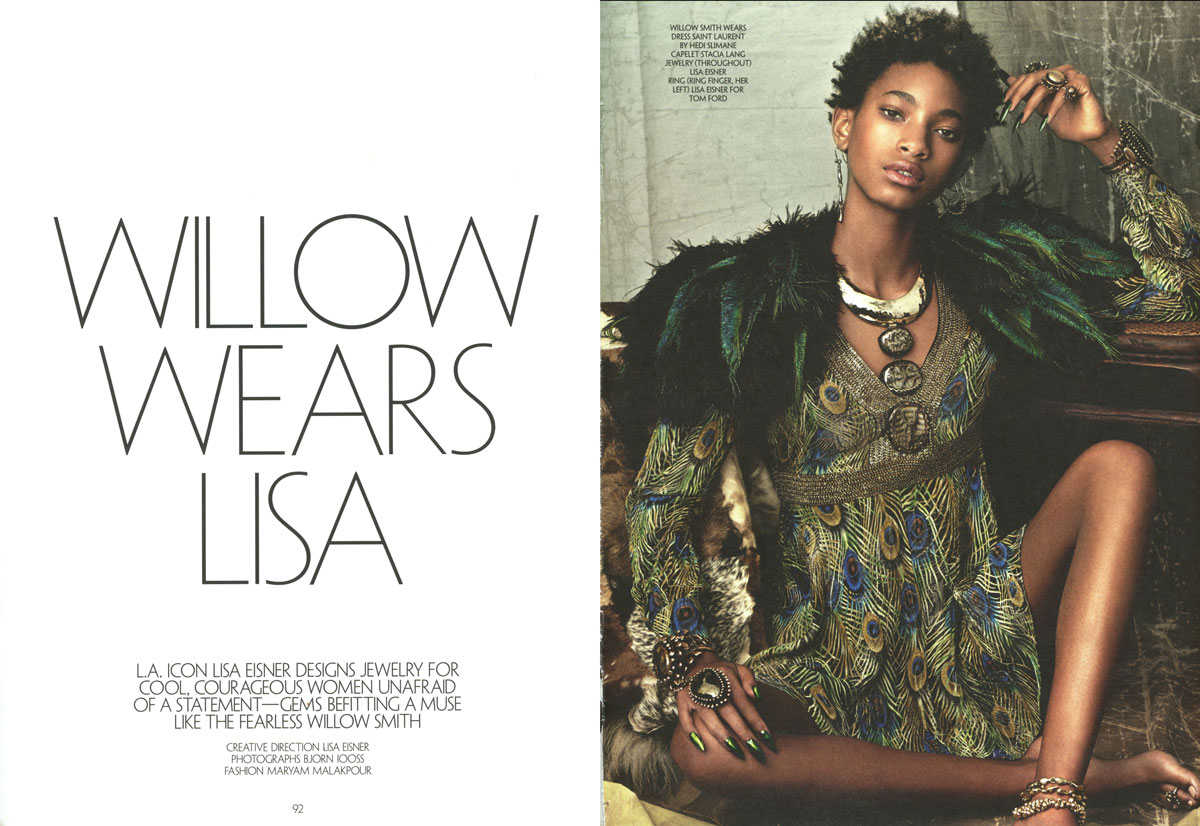 WILLOW
WEARS
LISA
L.A. ICON LISA EISNER DESIGNS JEWELRY FOR
COOL, COURAGEOUS WOMEN UNAFRAID
OF A STATEMENT—GEMS BEFITTING A MUSE
LIKE THE FEARLESS WILLOW SMITH
CREATIVE DIRECTION LISA EISNER
PHOTOGRAPHS BJORN IOOSS
FASHION MARYAM MALAKPOUR
92
WILLOW SMITH WEARS
DRESS SAINT LAURENT
BY HEDI SLIMANE
CAPELET STACIA LANG
JEWELRY (THROUGHOUT)
LISA EISNER
RING (RING FINGER, HER
LEFT) LISA EISNER FOR
TOM FORD